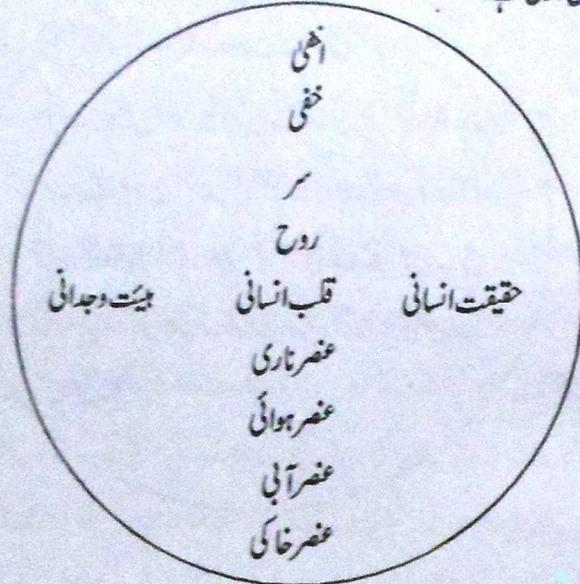 اخفیٰ
خفی
سر
روح
حقیقت انسانی قلب انسانی ہیئت وجدانی
عنصر ناری
عنصر ہوائی
عنصر آبی
عنصر خاکی